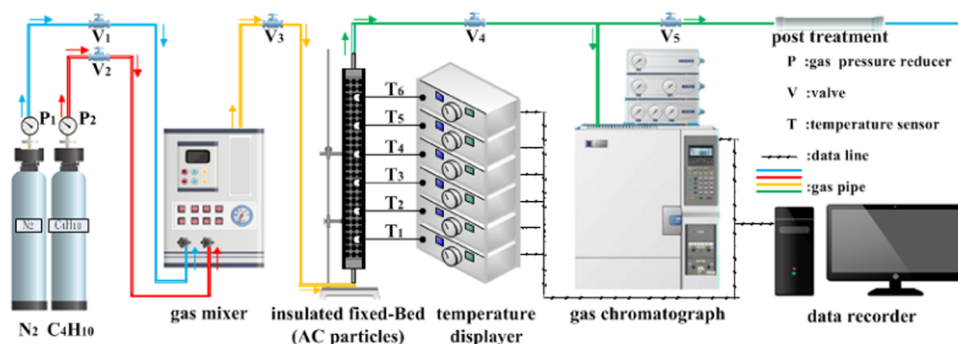 V1
V2
V3
V4
V5
post treatment
P :gas pressure reducer
V :valve
T :temperature sensor
:data line
:gas pipe
P1
P2
T6
T5
T4
T3
T2
T1
N2
C4H10
N2 C4H10
gas mixer
insulated fixed-Bed
(AC particles)
temperature
displayer
gas chromatograph
data recorder